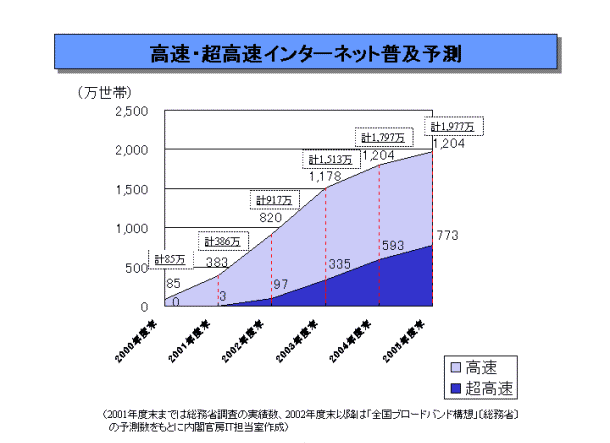 高速・超高速インターネット普及予測
（万世帯）
2,500
2,000
1,500
1,000
500
0
計85万
計386万
計917万
計1,513万
計1,797万
計1,977万
85
383
820
1,178
1,204
1,204
0
3
97
335
593
773
2000年度末
2001年度末
2002年度末
2003年度末
2004年度末
2005年度末
高速
超高速
（2001年度末までは総務省調査の実績数、2002年度末以降は「全国ブロードバンド構想」（総務省）
の予測数をもとに内閣官房IT担当室作成）